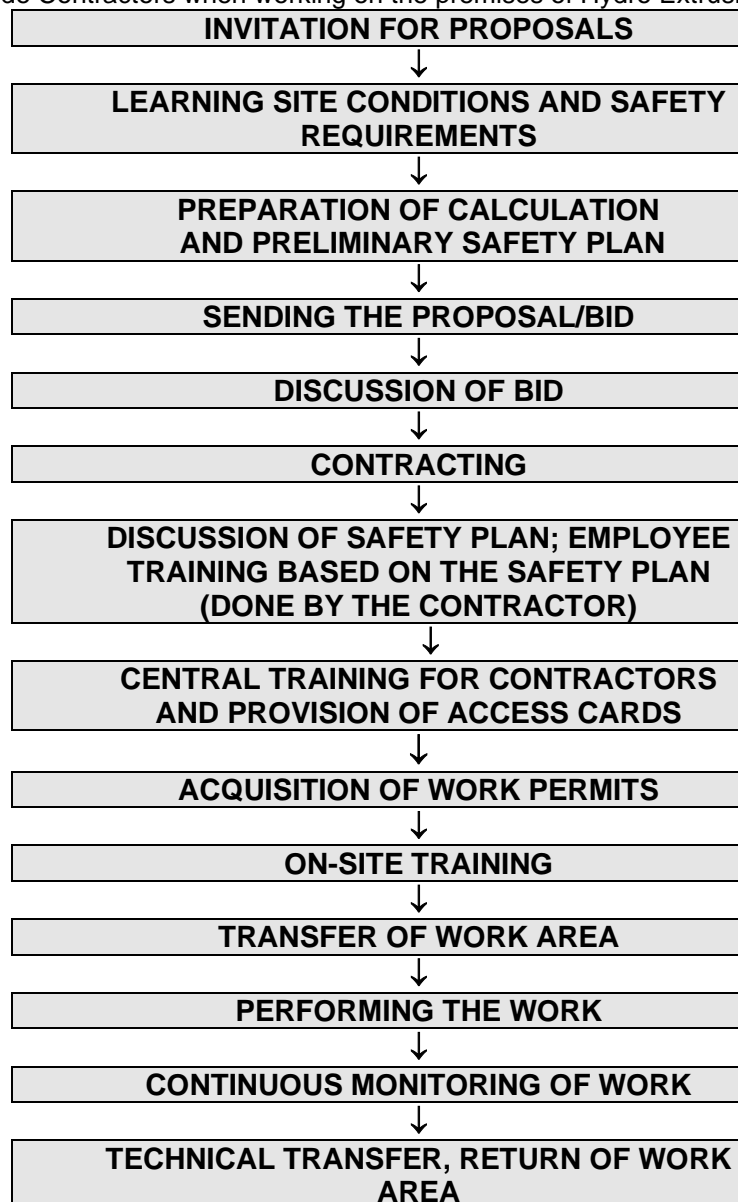 de Contractors when working on the premises of Hydro Extrus
INVITATION FOR PROPOSALS
↓
LEARNING SITE CONDITIONS AND SAFETY
REQUIREMENTS
↓
PREPARATION OF CALCULATION
AND PRELIMINARY SAFETY PLAN
↓
SENDING THE PROPOSAL/BID
↓
DISCUSSION OF BID
↓
CONTRACTING
↓
DISCUSSION OF SAFETY PLAN; EMPLOYEE
TRAINING BASED ON THE SAFETY PLAN
(DONE BY THE CONTRACTOR)
↓
CENTRAL TRAINING FOR CONTRACTORS
AND PROVISION OF ACCESS CARDS
↓
ACQUISITION OF WORK PERMITS
↓
ON-SITE TRAINING
↓
TRANSFER OF WORK AREA
↓
PERFORMING THE WORK
↓
CONTINUOUS MONITORING OF WORK
↓
TECHNICAL TRANSFER, RETURN OF WORK
AREA